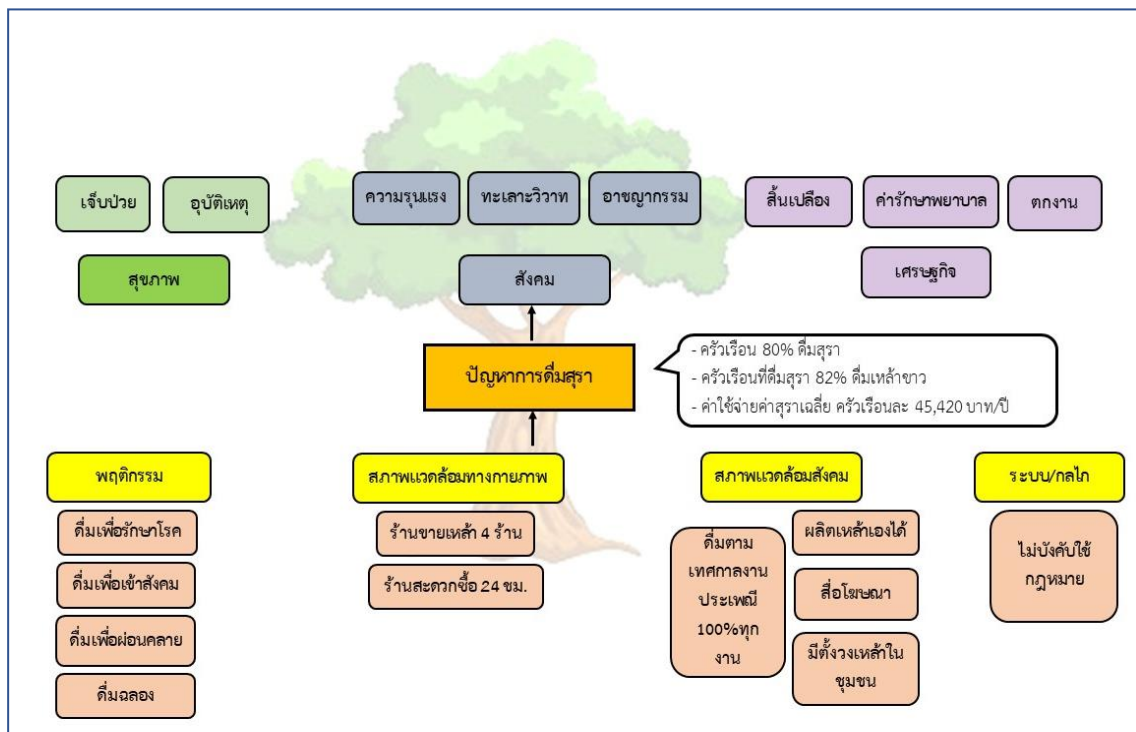 เจ็บป่วย
อุบัติเหตุ
ความรุนแรง
ทะเลาะวิวาท
อาชญากรรม
สิ้นเปลือง
ค่ารักษาพยาบาล
ตกงาน
สุขภาพ
สังคม
เศรษฐกิจ
ปัญหาการดื่มสุรา
- ครัวเรือน 80% ดื่มสุรา
- ครัวเรือนที่ดื่มสุรา 82% ดื่มเหล้าขาว
- ค่าใช้จ่ายค่าสุราเฉลี่ย ครัวเรือนละ 45,420 บาท/ปี
พฤติกรรม
ดื่มเพื่อรักษาโรค
ดื่มเพื่อเข้าสังคม
ดื่มเพื่อผ่อนคลาย
ดื่มฉลอง
สภาพแวดล้อมทางกายภาพ
ร้านขายเหล้า 4 ร้าน
ร้านสะดวกซื้อ 24 ชม.
สภาพแวดล้อมสังคม
ดื่มตาม
เทศกาลงาน
ประเพณี
100%ทุก
งาน
ผลิตเหล้าเองได้
สื่อโฆษณา
มีตั้งวงเหล้าใน
ชุมชน
ระบบ/กลไก
ไม่บังคับใช้
กฎหมาย